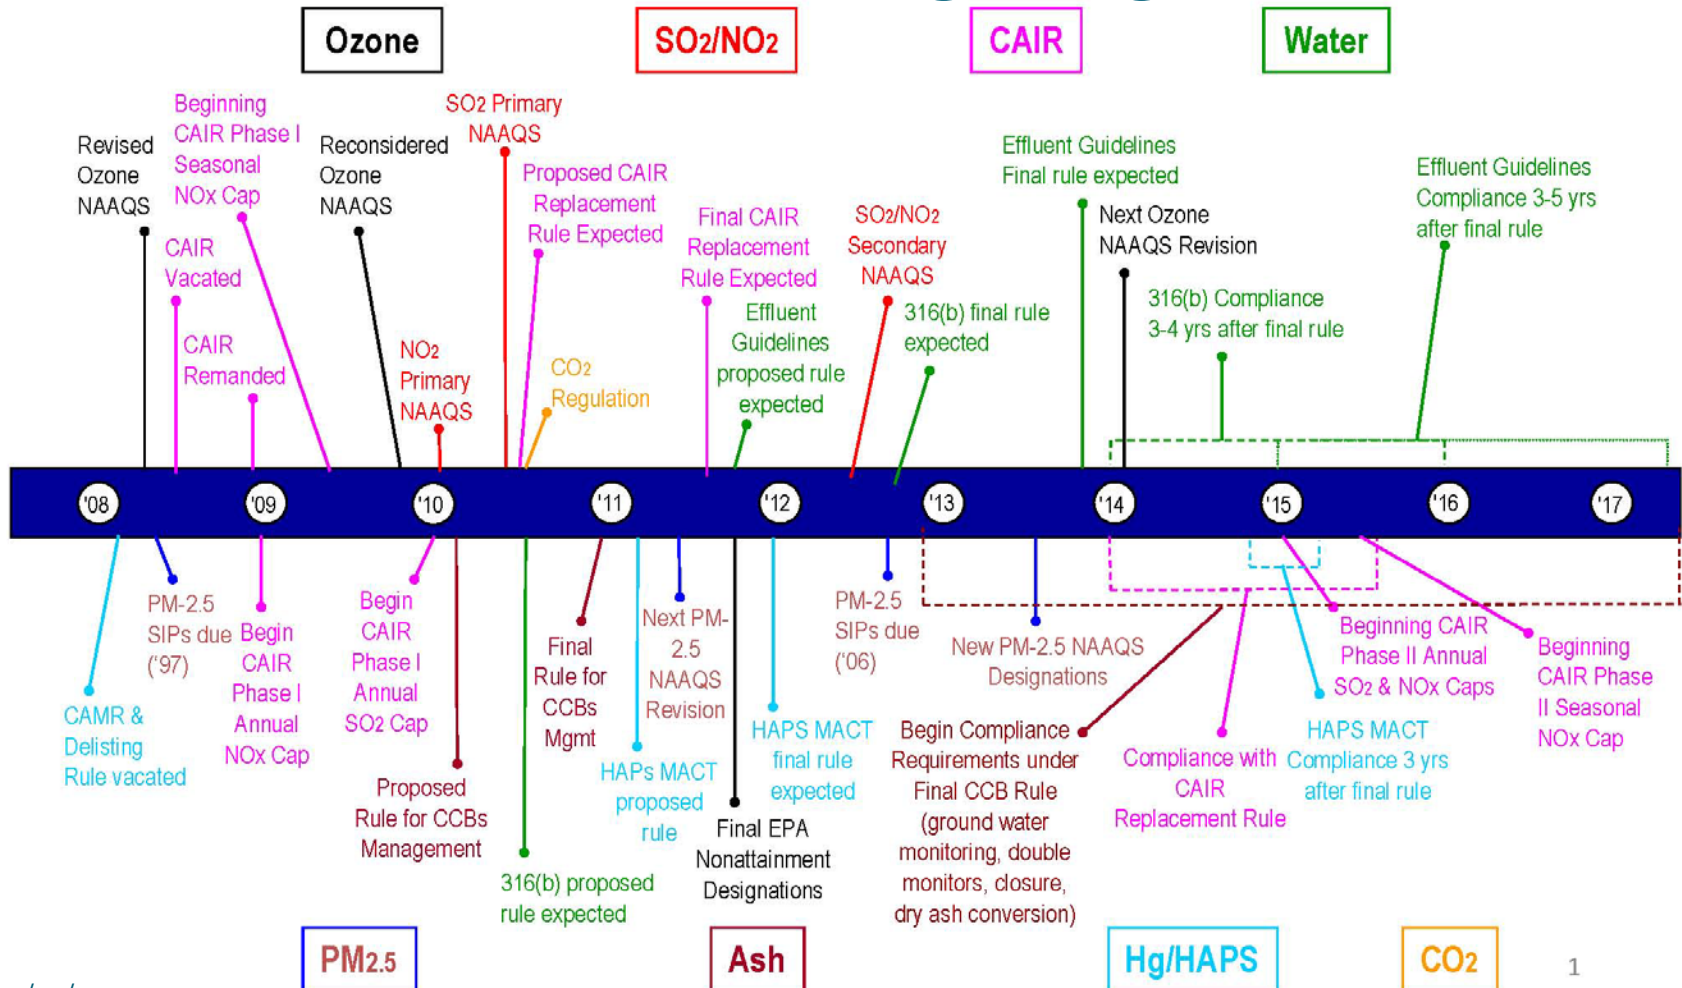 Ozone
SO2/NO2
CAIR
Water
Revised
Ozone
NAAQS
Beginning
CAIR Phase I
Seasonal
NOx Cap
CAIR
Vacated
CAIR
Remanded
Reconsidered
Ozone
NAAQS
NO2
Primary
NAAQS
SO2 Primary
NAAQS
Proposed CAIR
Replacement
Rule Expected
CO2
Regulation
Final CAIR
Replacement
Rule Expected
Effluent
Guidelines
proposed rule
expected
SO2/NO2
Secondary
NAAQS
316(b) final rule
expected
Effluent Guidelines
Final rule expected
Next Ozone
NAAQS Revision
316(b) Compliance
3-4 yrs after final rule
Effluent Guidelines
Compliance 3-5 yrs
after final rule
'08
'09
'10
'11
'12
'13
'14
'15
'16
'17
CAMR &
Delisting
Rule vacated
PM-2.5
SIPs due
('97)
Begin
CAIR
Phase I
Annual
NOx Cap
Begin
CAIR
Phase I
Annual
SO2 Cap
Proposed
Rule for CCBs
Management
316(b) proposed
rule expected
Final
Rule for
CCBs
Mgmt
HAPs MACT
proposed
rule
Next PM-
2.5
NAAQS
Revision
Final EPA
Nonattainment
Designations
HAPS MACT
final rule
expected
PM-2.5
SIPs due
('06)
New PM-2.5 NAAQS
Designations
Begin Compliance
Requirements under
Final CCB Rule
(ground water
monitoring, double
monitors, closure,
dry ash conversion)
Compliance with
CAIR
Replacement Rule
Beginning CAIR
Phase II Annual
SO2 & NOx Caps
HAPS MACT
Compliance 3 yrs
after final rule
Beginning
CAIR Phase
II Seasonal
NOx Cap
PM2.5
Ash
Hg/HAPS
CO2
1